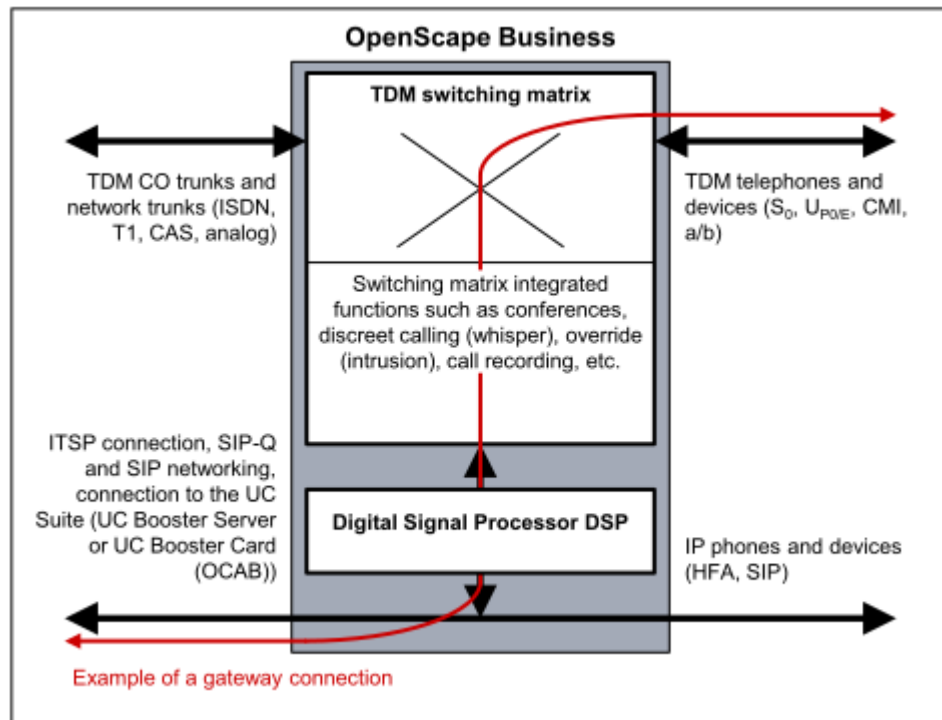 OpenScape Business
TDM switching matrix
TDM CO trunks and
network trunks (ISDN,
T1, CAS, analog)
TDM telephones and
devices (S₀, U_P0/E, CMI,
a/b)
Switching matrix integrated
functions such as conferences,
discreet calling (whisper), override
(intrusion), call recording, etc.
ITSP connection, SIP-Q
and SIP networking,
connection to the UC
Suite (UC Booster Server
or UC Booster Card
(OCAB))
Digital Signal Processor DSP
IP phones and devices
(HFA, SIP)
Example of a gateway connection